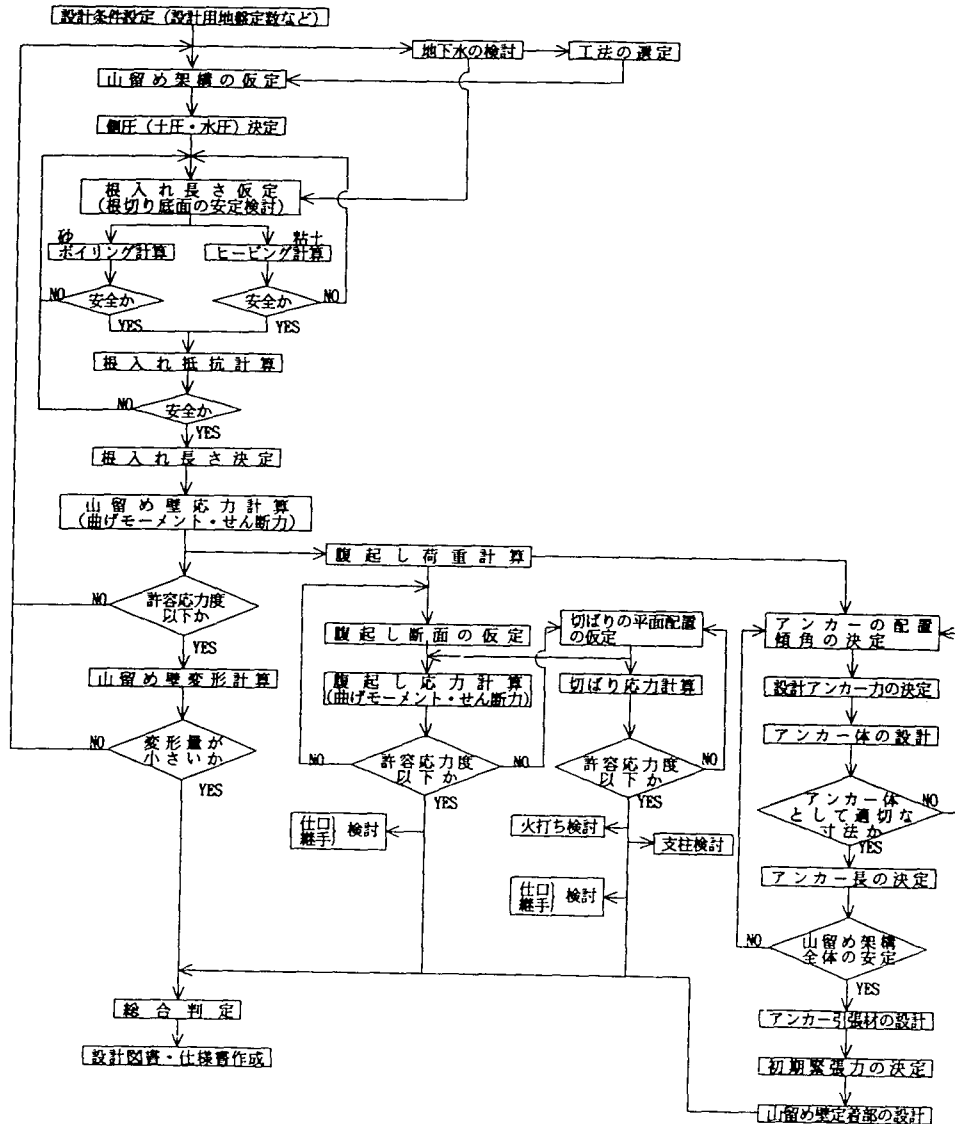 設計条件設定（設計用地盤定数など）
地下水の検討
工法の選定
山留め架構の仮定
側圧（土圧・水圧）決定
根入れ長さ仮定
（根切り底面の安定検討）
砂
ボイリング計算
粘土
ヒービング計算
NO
安全か
YES
安全か
NO
YES
根入れ抵抗計算
NO
安全か
YES
根入れ長さ決定
山留め壁応力計算
（曲げモーメント・せん断力）
NO
許容応力度
以下か
YES
山留め壁変形計算
NO
変形量が
小さいか
YES
腹起し荷重計算
腹起し断面の仮定
腹起し応力計算
（曲げモーメント・せん断力）
NO
許容応力度
以下か
NO
YES
仕口
継手
検討
切ばりの平面配置
の仮定
切ばり応力計算
許容応力度
以下か
NO
YES
火打ち検討
支柱検討
仕口
継手
検討
アンカーの配置
傾角の決定
設計アンカー力の決定
アンカー体の設計
アンカー体
として適切な
寸法か
NO
YES
アンカー長の決定
NO
山留め架構
全体の安定
YES
アンカー引張材の設計
初期緊張力の決定
山留め壁定着部の設計
総合判定
設計図書・仕様書作成